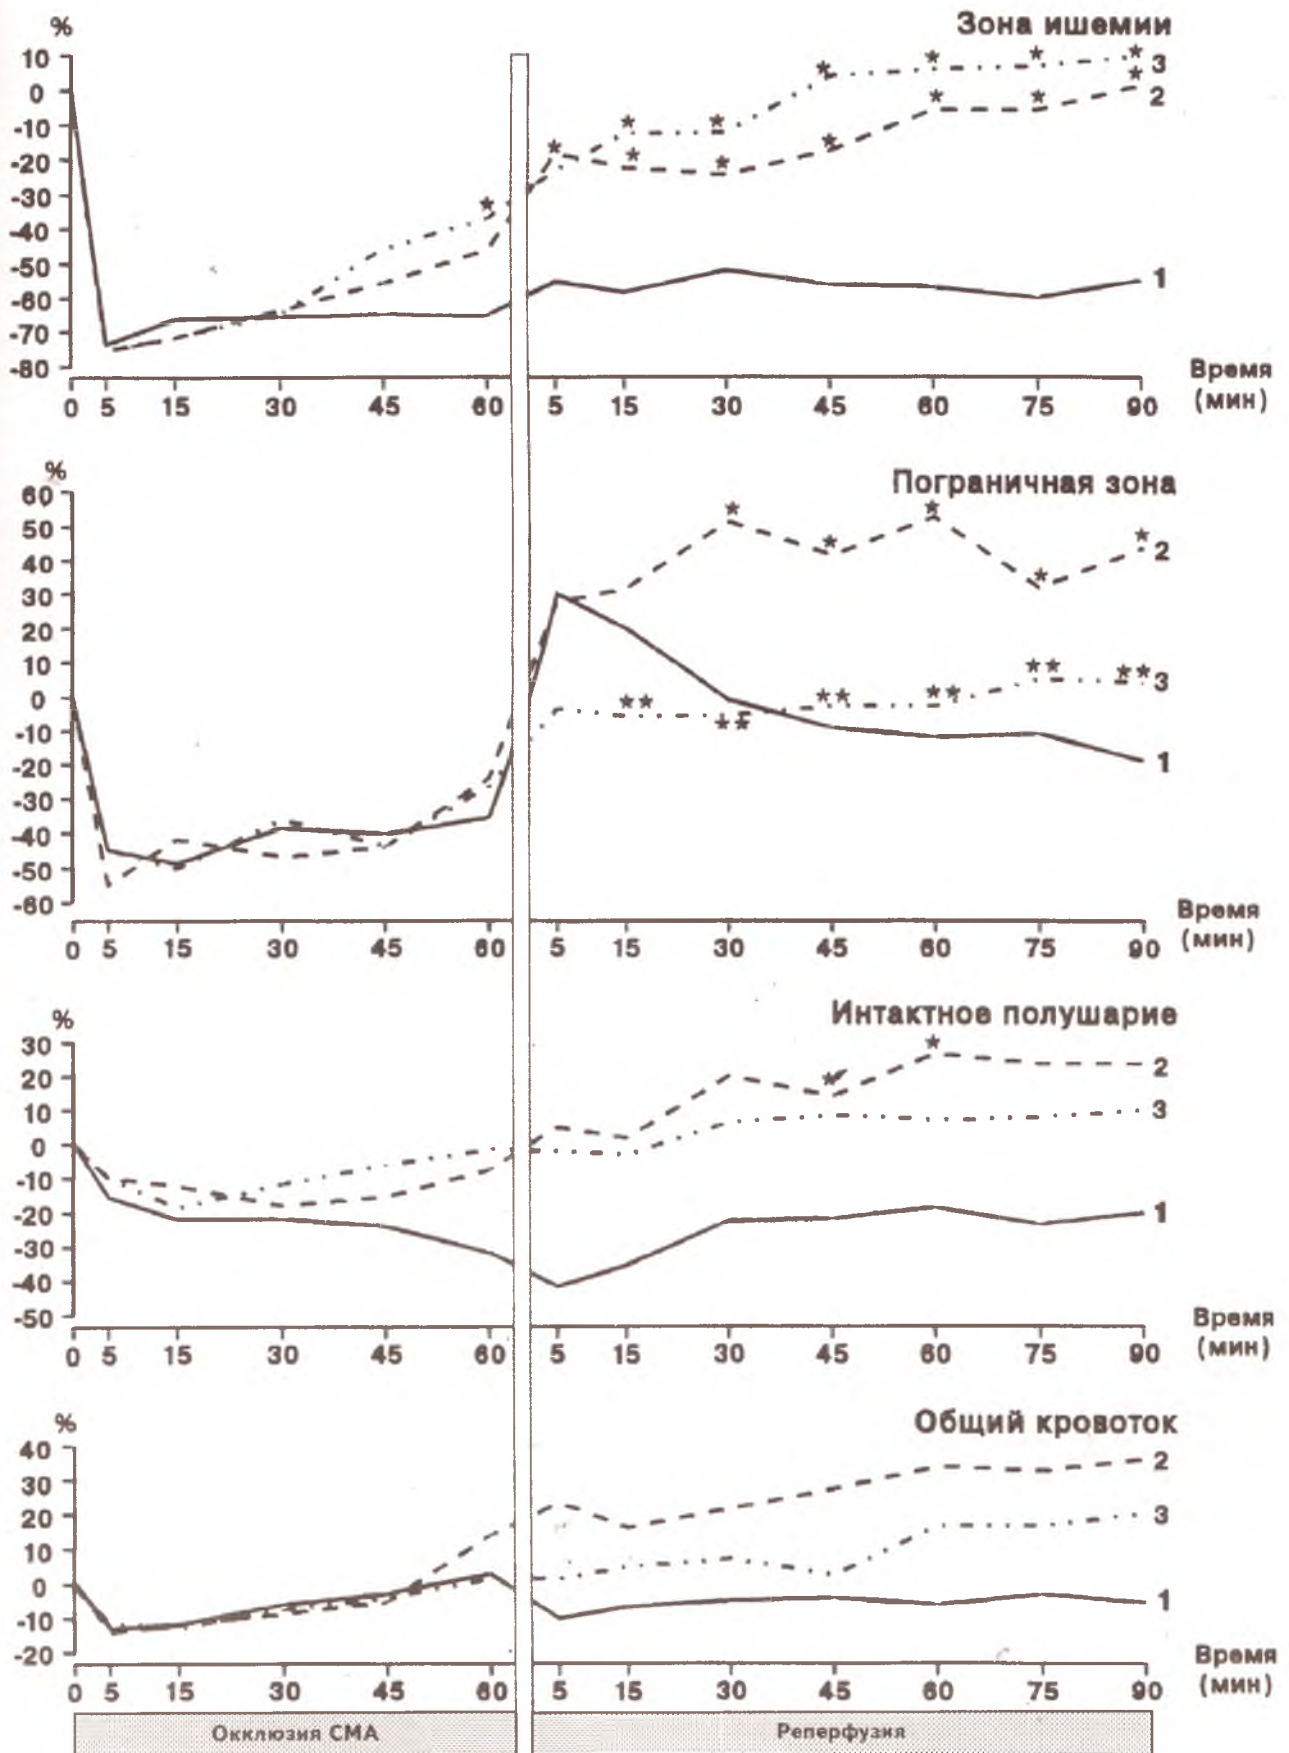 Зона ишемии
%
10
0
-10
-20
-30
-40
-50
-60
-70
-80
* * * * * * * * * * * * * *
3
2
1
0 5 15 30 45 60 5 15 30 45 60 75 90
Время
(мин)
Пограничная зона
%
60
50
40
30
20
10
0
-10
-20
-30
-40
-50
-60
* * * * *
2
** ** ** ** ** **
3
1
0 5 15 30 45 60 5 15 30 45 60 75 90
Время
(мин)
Интактное полушарие
%
30
20
10
0
-10
-20
-30
-40
-50
* *
2
3
1
0 5 15 30 45 60 5 15 30 45 60 75 90
Время
(мин)
Общий кровоток
%
40
30
20
10
0
-10
-20
2
3
1
0 5 15 30 45 60 5 15 30 45 60 75 90
Время
(мин)
Окклюзия СМА Реперфузия